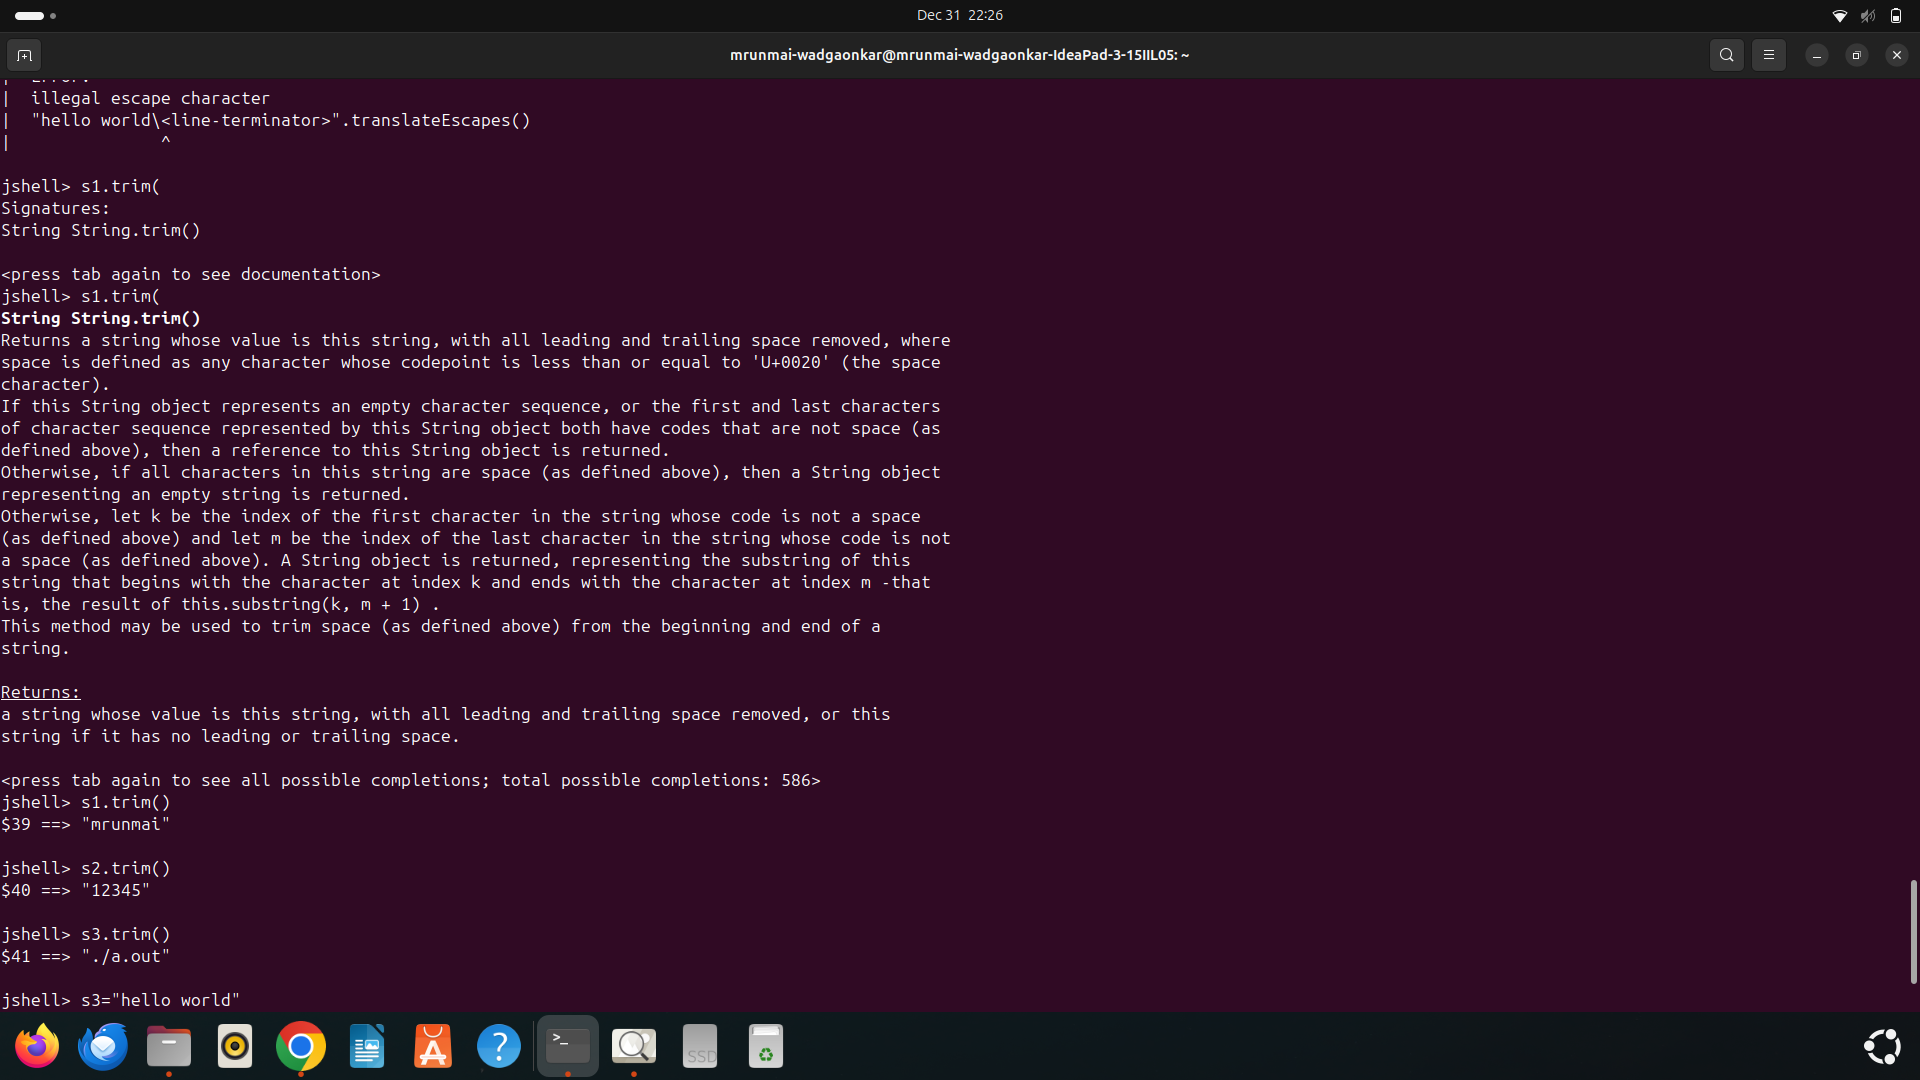 Dec 31 22:26
mrunmai-wadgaonkar@mrunmai-wadgaonkar-IdeaPad-3-15IIL05: ~
| illegal escape character
| "hello world\<line-terminator>".translateEscapes()
| ^
jshell> s1.trim(
Signatures:
String String.trim()
<press tab again to see documentation>
jshell> s1.trim(
String String.trim()
Returns a string whose value is this string, with all leading and trailing space removed, where
space is defined as any character whose codepoint is less than or equal to 'U+0020' (the space
character).
If this String object represents an empty character sequence, or the first and last characters
of character sequence represented by this String object both have codes that are not space (as
defined above), then a reference to this String object is returned.
Otherwise, if all characters in this string are space (as defined above), then a String object
representing an empty string is returned.
Otherwise, let k be the index of the first character in the string whose code is not a space
(as defined above) and let m be the index of the last character in the string whose code is not
a space (as defined above). A String object is returned, representing the substring of this
string that begins with the character at index k and ends with the character at index m -that
is, the result of this.substring(k, m + 1) .
This method may be used to trim space (as defined above) from the beginning and end of a
string.
Returns:
a string whose value is this string, with all leading and trailing space removed, or this
string if it has no leading or trailing space.
<press tab again to see all possible completions; total possible completions: 586>
jshell> s1.trim()
$39 ==> "mrunmai"
jshell> s2.trim()
$40 ==> "12345"
jshell> s3.trim()
$41 ==> "./a.out"
jshell> s3="hello world"
>_
?
SSD